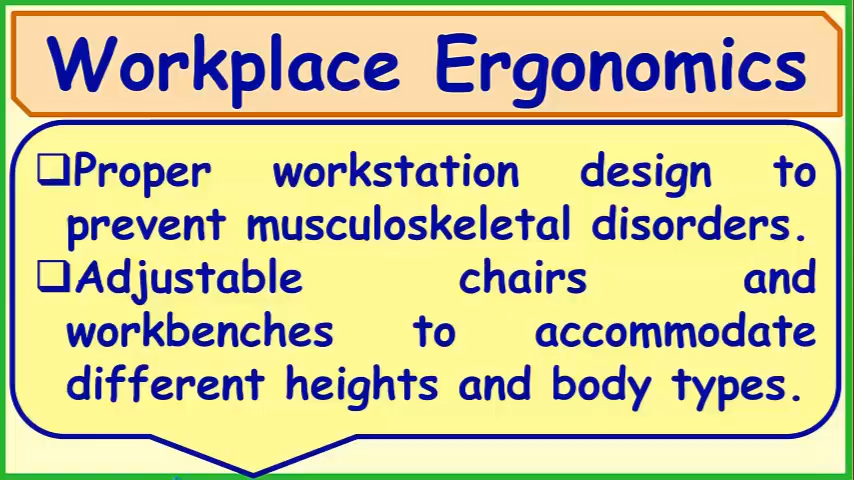 Workplace Ergonomics
❑Proper workstation design to
prevent musculoskeletal disorders.
❑Adjustable chairs and
workbenches to accommodate
different heights and body types.